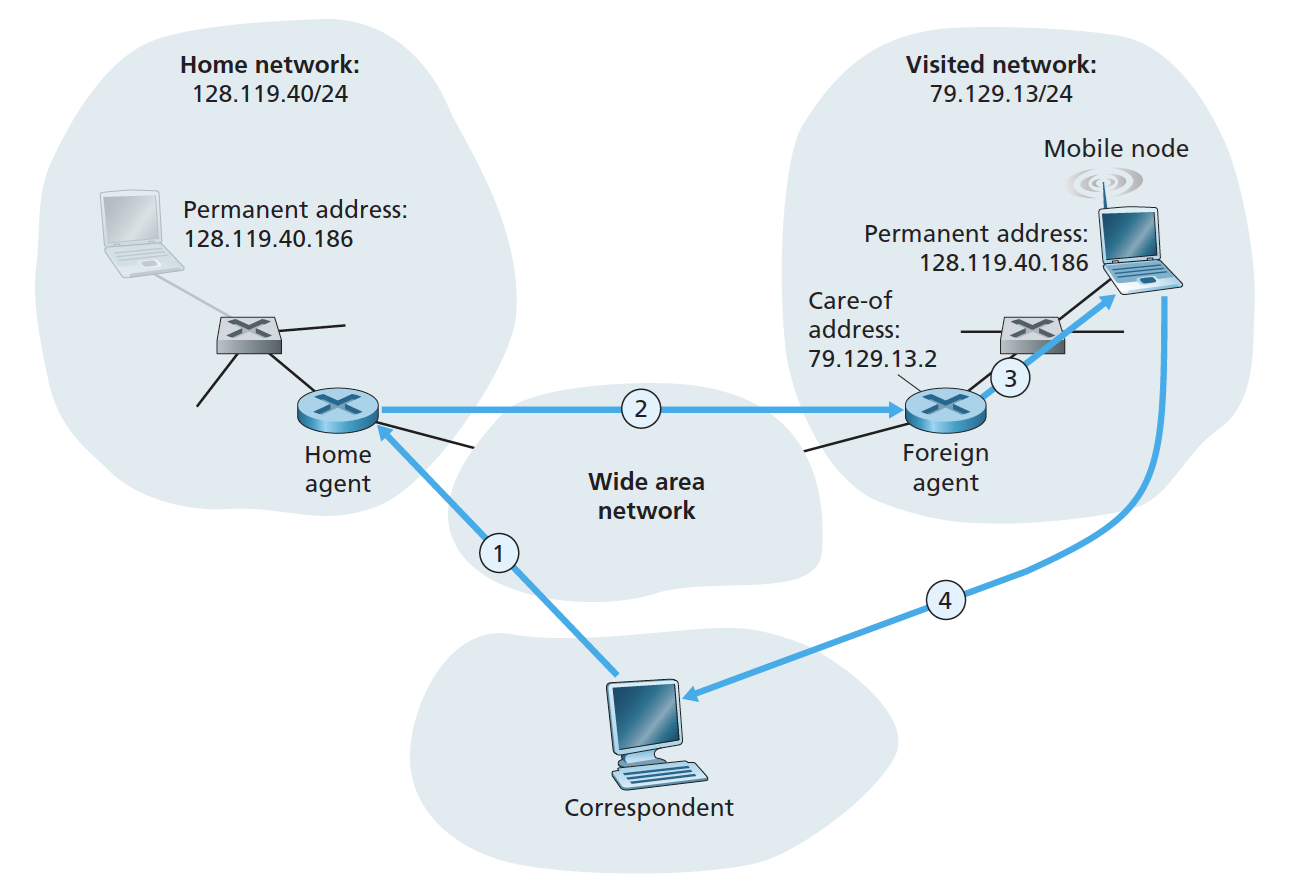 Home network:
128.119.40/24
Visited network:
79.129.13/24
Mobile node
Permanent address:
128.119.40.186
Permanent address:
128.119.40.186
Care-of
address:
79.129.13.2
3
2
Home
agent
Foreign
agent
Wide area
network
1
4
Correspondent